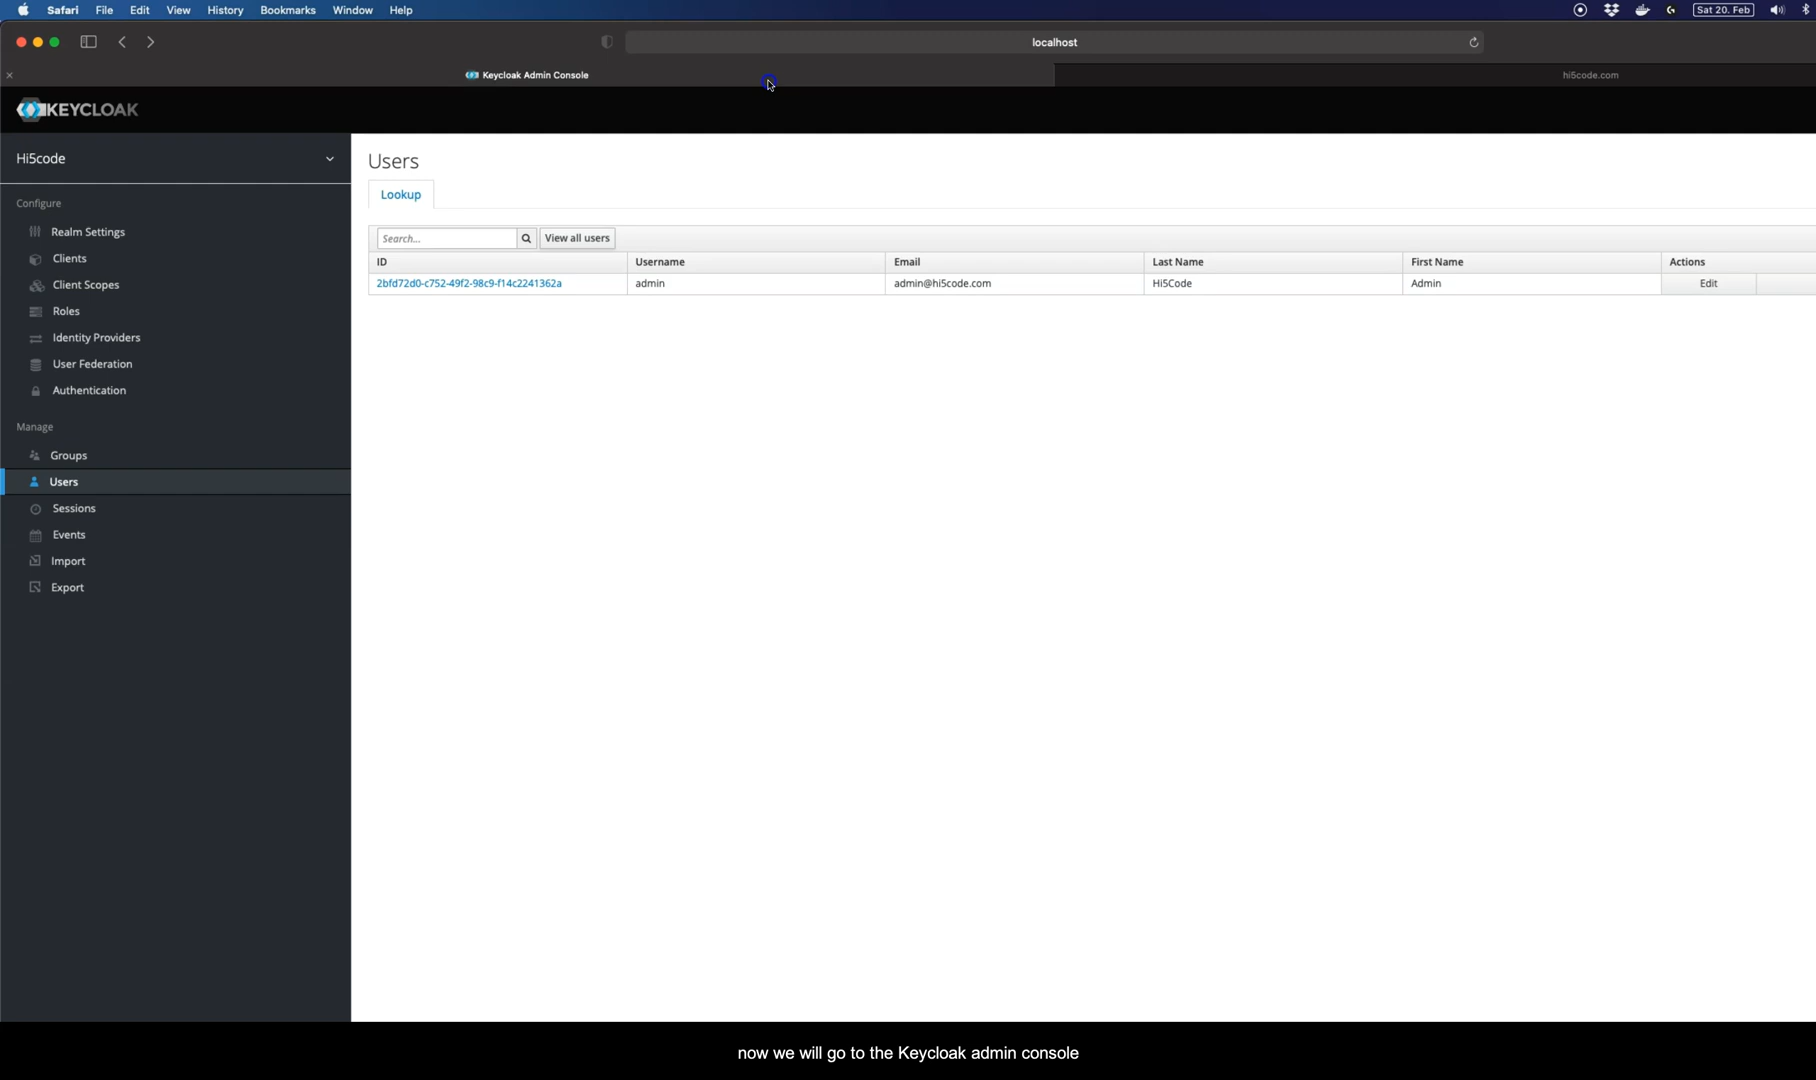 Safari File Edit View History Bookmarks Window Help Sat 20. Feb
localhost
Keycloak Admin Console hi5code.com
KEYCLOAK
Hi5code
Configure
Realm Settings
Clients
Client Scopes
Roles
Identity Providers
User Federation
Authentication
Manage
Groups
Users
Sessions
Events
Import
Export
Users
Lookup
Search... View all users
ID Username Email Last Name First Name Actions
2bfd72d0-c752-49f2-98c9-f14c2241362a admin admin@hi5code.com Hi5Code Admin Edit
now we will go to the Keycloak admin console